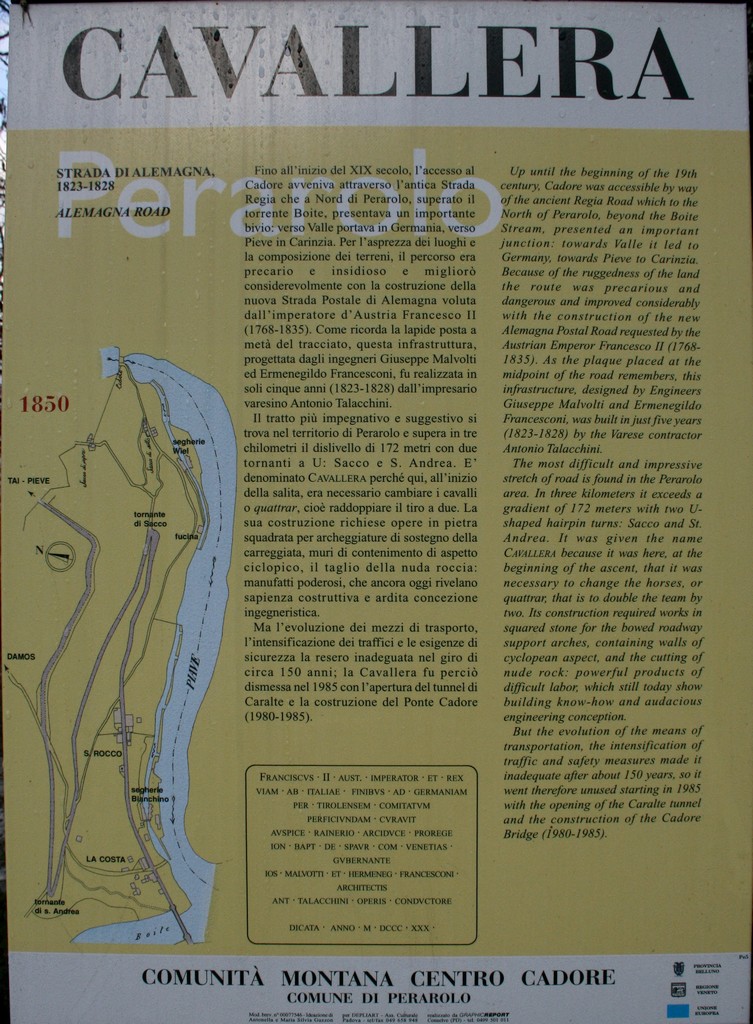 CAVALLERA
Perarolo
STRADA DI ALEMAGNA,
1823-1828
ALEMAGNA ROAD
Fino all'inizio del XIX secolo, l'accesso al
Cadore avveniva attraverso l'antica Strada
Regia che a Nord di Perarolo, superato il
torrente Boite, presentava un importante
bivio: verso Valle portava in Germania, verso
Pieve in Carinzia. Per l'asprezza dei luoghi e
la composizione dei terreni, il percorso era
precario e insidioso e migliorò
considerevolmente con la costruzione della
nuova Strada Postale di Alemagna voluta
dall'imperatore d'Austria Francesco II
(1768-1835). Come ricorda la lapide posta a
metà del tracciato, questa infrastruttura,
progettata dagli ingegneri Giuseppe Malvolti
ed Ermenegildo Francesconi, fu realizzata in
soli cinque anni (1823-1828) dall'impresario
varesino Antonio Talacchini.
Il tratto più impegnativo e suggestivo si
trova nel territorio di Perarolo e supera in tre
chilometri il dislivello di 172 metri con due
tornanti a U: Sacco e S. Andrea. E'
denominato CAVALLERA perché qui, all'inizio
della salita, era necessario cambiare i cavalli
o quattrar, cioè raddoppiare il tiro a due. La
sua costruzione richiese opere in pietra
squadrata per archeggiature di sostegno della
carreggiata, muri di contenimento di aspetto
ciclopico, il taglio della nuda roccia:
manufatti poderosi, che ancora oggi rivelano
sapienza costruttiva e ardita concezione
ingegneristica.
Ma l'evoluzione dei mezzi di trasporto,
l'intensificazione dei traffici e le esigenze di
sicurezza la resero inadeguata nel giro di
circa 150 anni; la Cavallera fu perciò
dismessa nel 1985 con l'apertura del tunnel di
Caralte e la costruzione del Ponte Cadore
(1980-1985).
Up until the beginning of the 19th
century, Cadore was accessible by way
of the ancient Regia Road which to the
North of Perarolo, beyond the Boite
Stream, presented an important
junction: towards Valle it led to
Germany, towards Pieve to Carinzia.
Because of the ruggedness of the land
the route was precarious and
dangerous and improved considerably
with the construction of the new
Alemagna Postal Road requested by the
Austrian Emperor Francesco II (1768-
1835). As the plaque placed at the
midpoint of the road remembers, this
infrastructure, designed by Engineers
Giuseppe Malvolti and Ermenegildo
Francesconi, was built in just five years
(1823-1828) by the Varese contractor
Antonio Talacchini.
The most difficult and impressive
stretch of road is found in the Perarolo
area. In three kilometers it exceeds a
gradient of 172 meters with two U-
shaped hairpin turns: Sacco and St.
Andrea. It was given the name
CAVALLERA because it was here, at the
beginning of the ascent, that it was
necessary to change the horses, or
quattrar, that is to double the team by
two. Its construction required works in
squared stone for the bowed roadway
support arches, containing walls of
cyclopean aspect, and the cutting of
nude rock: powerful products of
difficult labor, which still today show
building know-how and audacious
engineering conception.
But the evolution of the means of
transportation, the intensification of
traffic and safety measures made it
inadequate after about 150 years, so it
went therefore unused starting in 1985
with the opening of the Caralte tunnel
and the construction of the Cadore
Bridge (1980-1985).
1850
segherie
Wiel
TAI - PIEVE
tornante
di Sacco
fucina
N
DAMOS
PIAVE
S. ROCCO
segherie
Bianchino
LA COSTA
tornante
di s. Andrea
Boite
FRANCISCVS · II · AUST. · IMPERATOR · ET · REX
VIAM · AB · ITALIAE · FINIBVS · AD · GERMANIAM
PER · TIROLENSEM · COMITATVM
PERFICIVNDAM · CVRAVIT
AVSPICE · RAINERIO · ARCIDVCE · PROREGE
ION · BAPT · DE · SPAVR · COM · VENETIAS ·
GVBERNANTE
IOS · MALVOTTI · ET · HERMENEG · FRANCESCONI ·
ARCHITECTIS
ANT · TALACCHINI · OPERIS · CONDVCTORE
DICATA · ANNO · M · DCCC · XXX ·
COMUNITÀ MONTANA CENTRO CADORE
COMUNE DI PERAROLO
PROVINCIA
BELLUNO
REGIONE
VENETO
UNIONE
EUROPEA
realizzato da GRAPHICREPORT